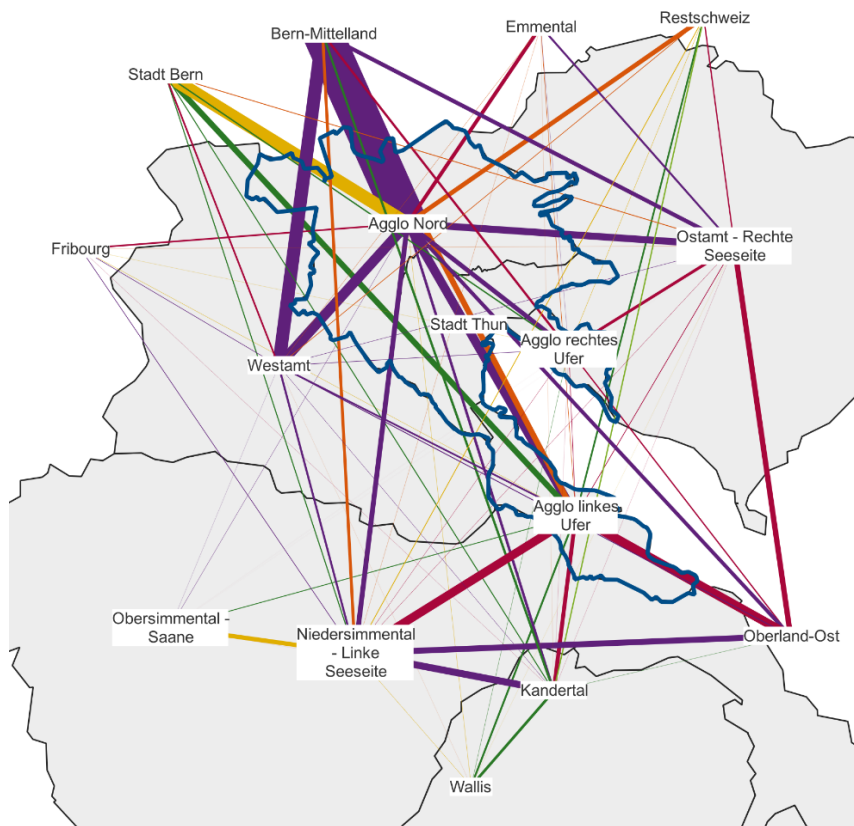 Restschweiz
Bern-Mittelland
Emmental
Stadt Bern
Agglo Nord
Ostamt - Rechte
Seeseite
Fribourg
Stadt Thun
Agglo rechtes
Ufer
Westamt
Agglo linkes
Ufer
Obersimmental -
Saane
Niedersimmental
- Linke
Seeseite
Oberland-Ost
Kandertal
Wallis